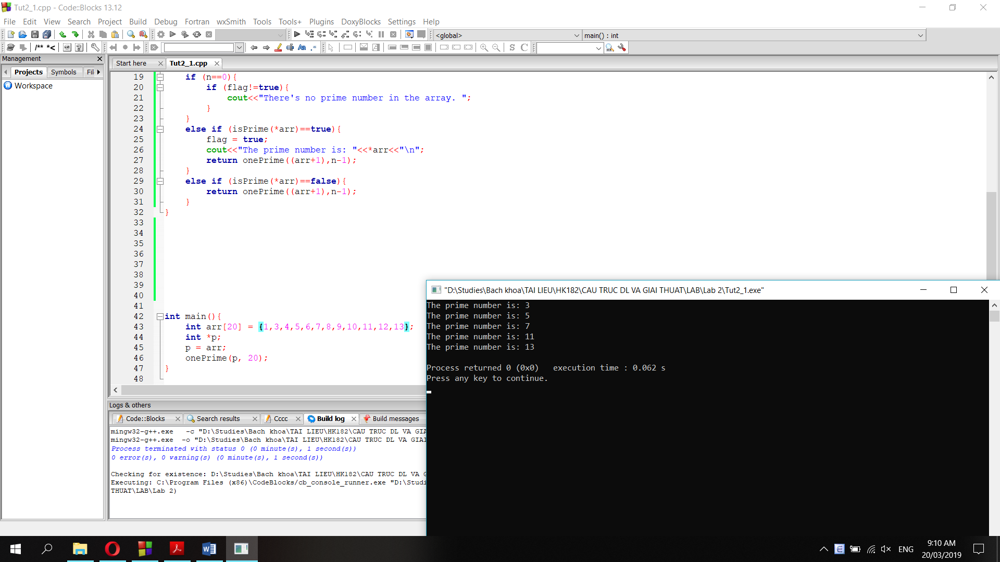 Tut2_1.cpp - Code::Blocks 13.12
File Edit View Search Project Build Debug Fortran wxSmith Tools Tools+ Plugins DoxyBlocks Settings Help
<global>
main() : int
/** *<
Aa .*
S C
Management
Projects Symbols Fil
Workspace
Start here Tut2_1.cpp
19 if (n==0){
20 if (flag!=true){
21 cout<<"There's no prime number in the array. ";
22 }
23 }
24 else if (isPrime(*arr)==true){
25 flag = true;
26 cout<<"The prime number is: "<<*arr<<"\n";
27 return onePrime((arr+1),n-1);
28 }
29 else if (isPrime(*arr)==false){
30 return onePrime((arr+1),n-1);
31 }
32 }
33
34
35
36
37
38
39
40
41
42 int main(){
43 int arr[20] = {1,3,4,5,6,7,8,9,10,11,12,13};
44 int *p;
45 p = arr;
46 onePrime(p, 20);
47 }
48
Logs & others
Code::Blocks Search results Cccc Build log Build messages
mingw32-g++.exe -c "D:\Studies\Bach khoa\TAI LIEU\HK182\CAU TRUC DL VA GIA
mingw32-g++.exe -o "D:\Studies\Bach khoa\TAI LIEU\HK182\CAU TRUC DL VA GIAI
Process terminated with status 0 (0 minute(s), 1 second(s))
0 error(s), 0 warning(s) (0 minute(s), 1 second(s))
Checking for existence: D:\Studies\Bach khoa\TAI LIEU\HK182\CAU TRUC DL VA G
Executing: C:\Program Files (x86)\CodeBlocks/cb_console_runner.exe "D:\Studi
THUAT\LAB\Lab 2)
"D:\Studies\Bach khoa\TAI LIEU\HK182\CAU TRUC DL VA GIAI THUAT\LAB\Lab 2\Tut2_1.exe"
The prime number is: 3
The prime number is: 5
The prime number is: 7
The prime number is: 11
The prime number is: 13
Process returned 0 (0x0) execution time : 0.062 s
Press any key to continue.
ENG
9:10 AM
20/03/2019